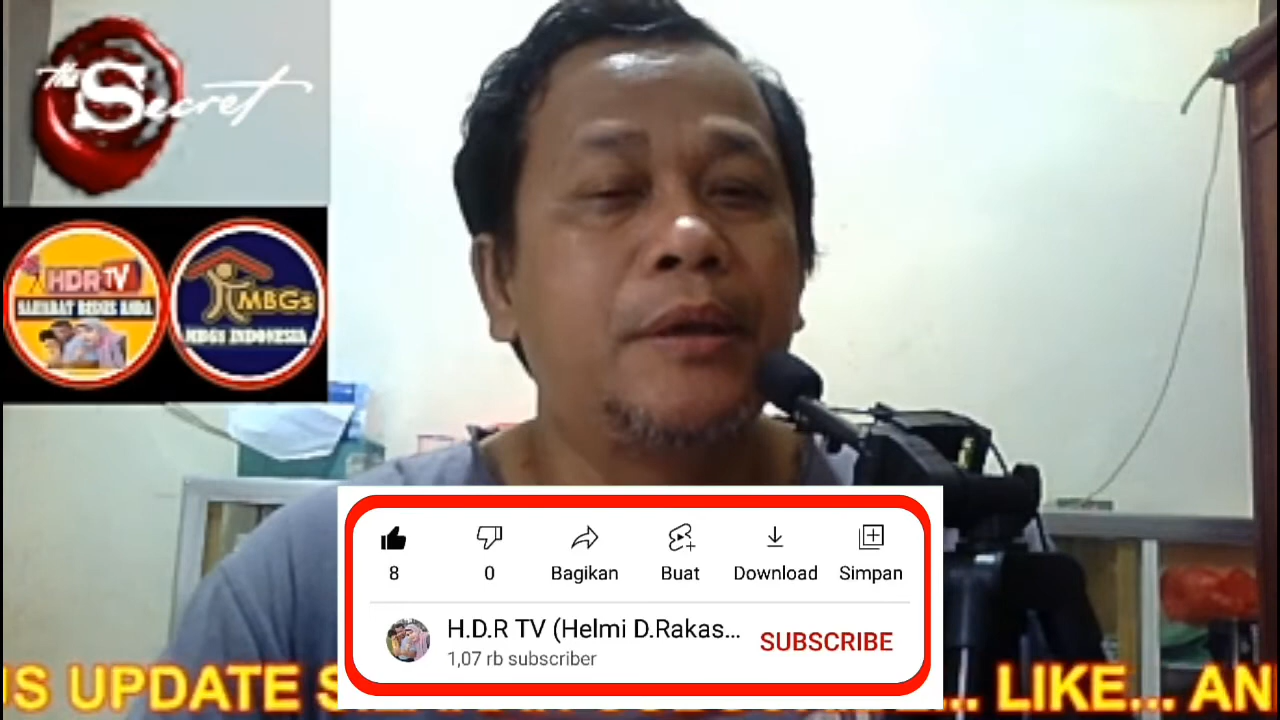 The Secret
HDR TV
SAHABAT BISNIS ANDA
MBGs
MBGS INDONESIA
8
0
Bagikan
Buat
Download
Simpan
H.D.R TV (Helmi D.Rakas...
1,07 rb subscriber
SUBSCRIBE
UPDATE
... LIKE... AN